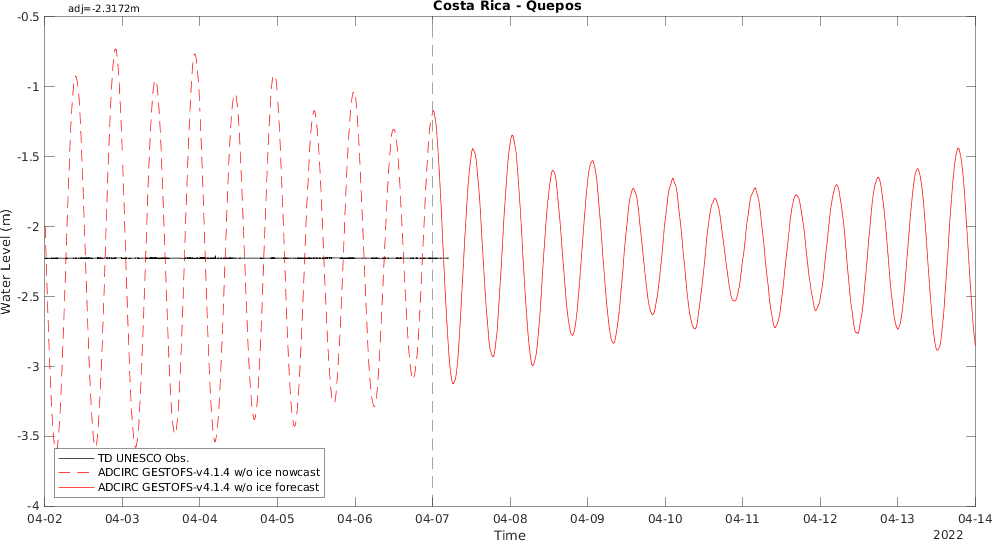 adj=-2.3172m
Costa Rica - Quepos
Water Level (m)
-0.5
-1
-1.5
-2
-2.5
-3
-3.5
-4
TD UNESCO Obs.
ADCIRC GESTOFS-v4.1.4 w/o ice nowcast
ADCIRC GESTOFS-v4.1.4 w/o ice forecast
04-02 04-03 04-04 04-05 04-06 04-07 04-08 04-09 04-10 04-11 04-12 04-13 04-14
Time
2022